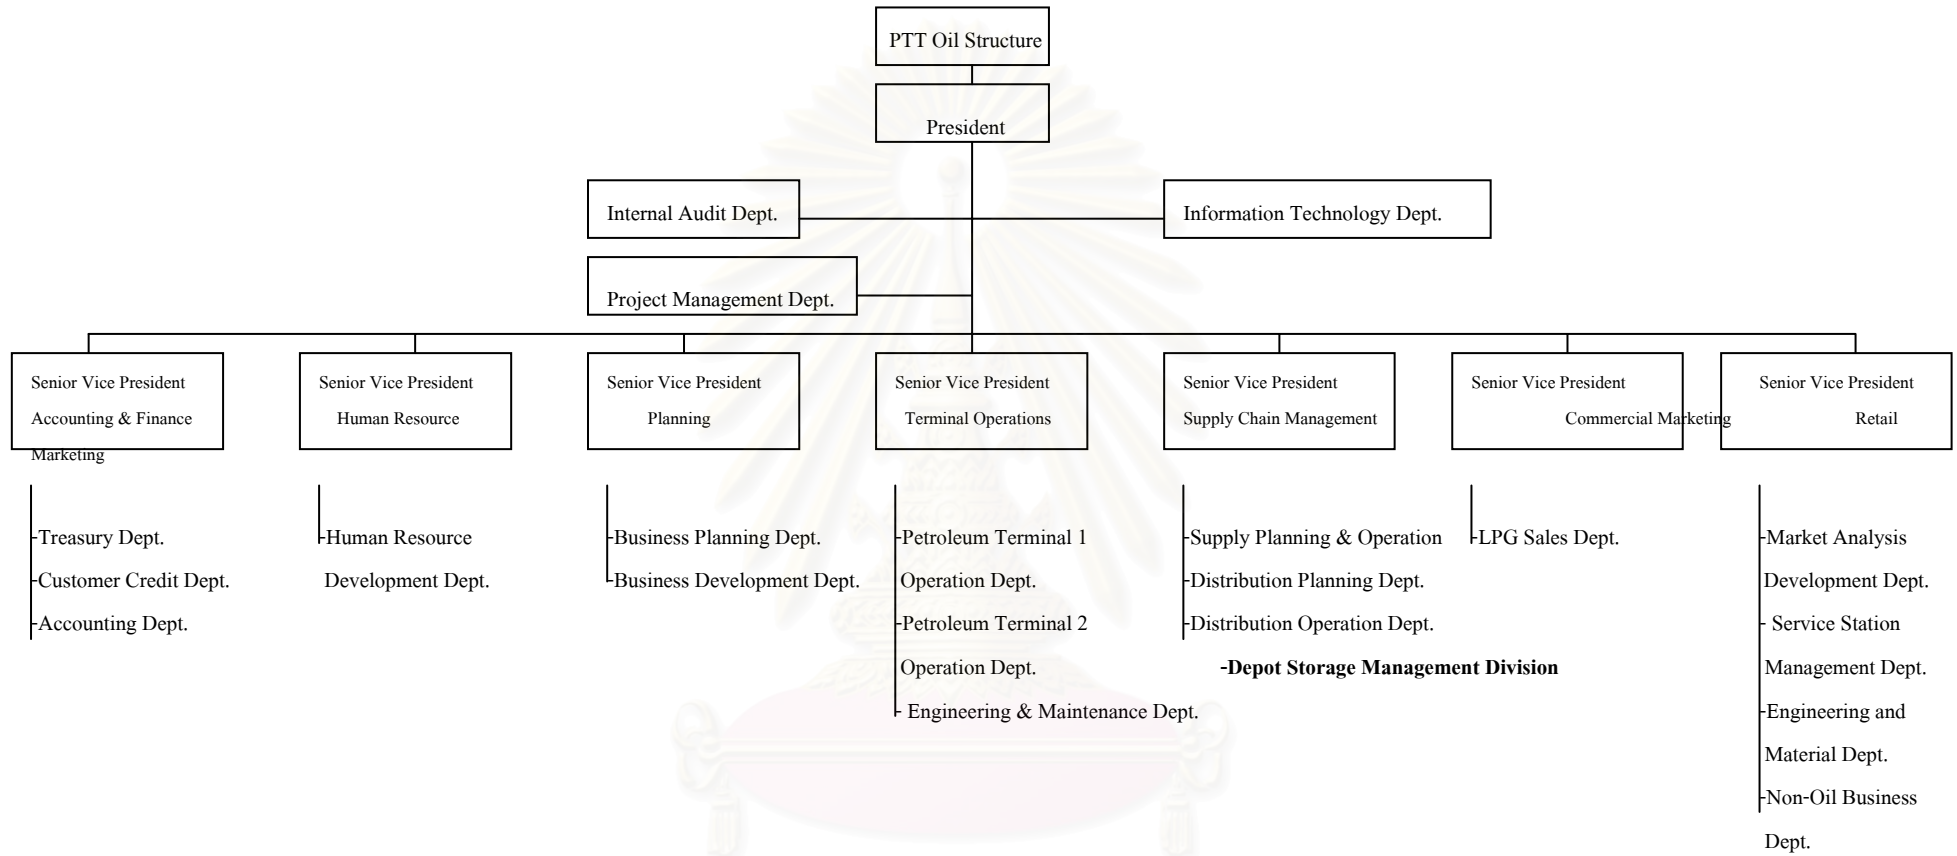 PTT Oil Structure
President
Internal Audit Dept.
Information Technology Dept.
Project Management Dept.
Senior Vice President
Accounting & Finance
Marketing
Senior Vice President
Human Resource
Senior Vice President
Planning
Senior Vice President
Terminal Operations
Senior Vice President
Supply Chain Management
Senior Vice President
Commercial Marketing
Senior Vice President
Retail
-Treasury Dept.
-Customer Credit Dept.
-Accounting Dept.
-Human Resource
Development Dept.
-Business Planning Dept.
-Business Development Dept.
-Petroleum Terminal 1
Operation Dept.
-Petroleum Terminal 2
Operation Dept.
- Engineering & Maintenance Dept.
-Supply Planning & Operation
-Distribution Planning Dept.
-Distribution Operation Dept.
-Depot Storage Management Division
-LPG Sales Dept.
-Market Analysis
Development Dept.
- Service Station
Management Dept.
-Engineering and
Material Dept.
-Non-Oil Business
Dept.